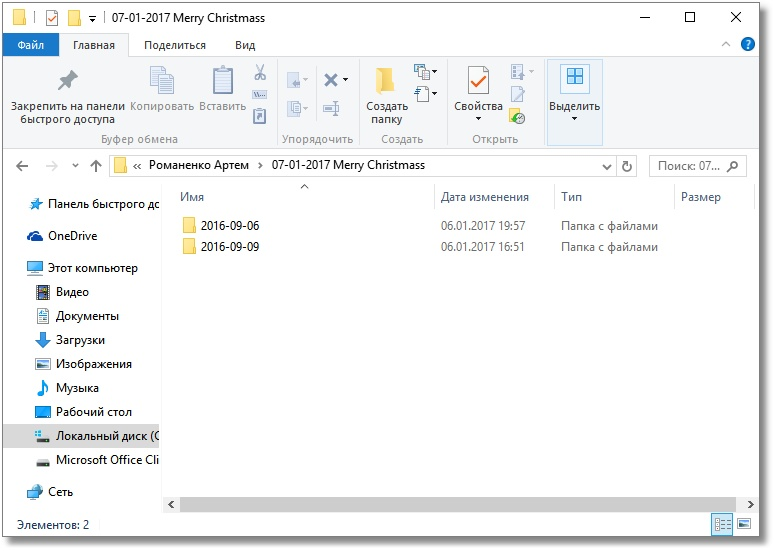 07-01-2017 Merry Christmass
Файл Главная Поделиться Вид
Закрепить на панели быстрого доступа
Копировать
Вставить
Создать папку
Свойства
Выделить
Буфер обмена Упорядочить Создать Открыть
« Романенко Артем › 07-01-2017 Merry Christmass
Поиск: 07...
Имя Дата изменения Тип Размер
2016-09-06 06.01.2017 19:57 Папка с файлами
2016-09-09 06.01.2017 16:51 Папка с файлами
Панель быстрого до
OneDrive
Этот компьютер
Видео
Документы
Загрузки
Изображения
Музыка
Рабочий стол
Локальный диск (C
Microsoft Office Cli
Сеть
Элементов: 2